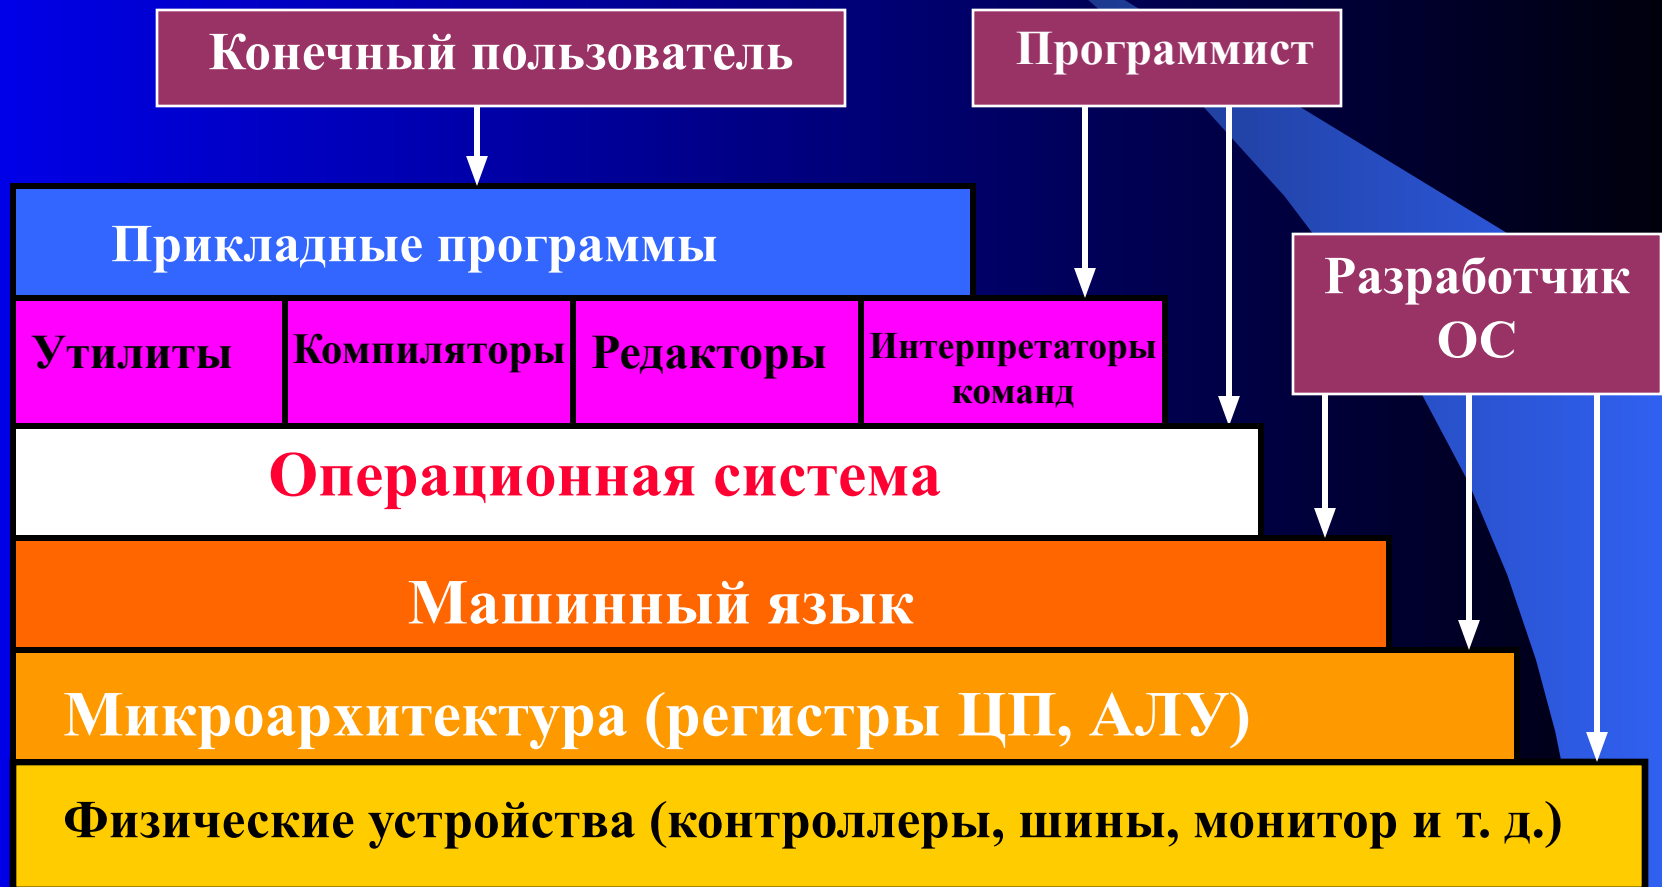 Конечный пользователь
Программист
Прикладные программы
Разработчик
ОС
Утилиты
Компиляторы
Редакторы
Интерпретаторы
команд
Операционная система
Машинный язык
Микроархитектура (регистры ЦП, АЛУ)
Физические устройства (контроллеры, шины, монитор и т. д.)